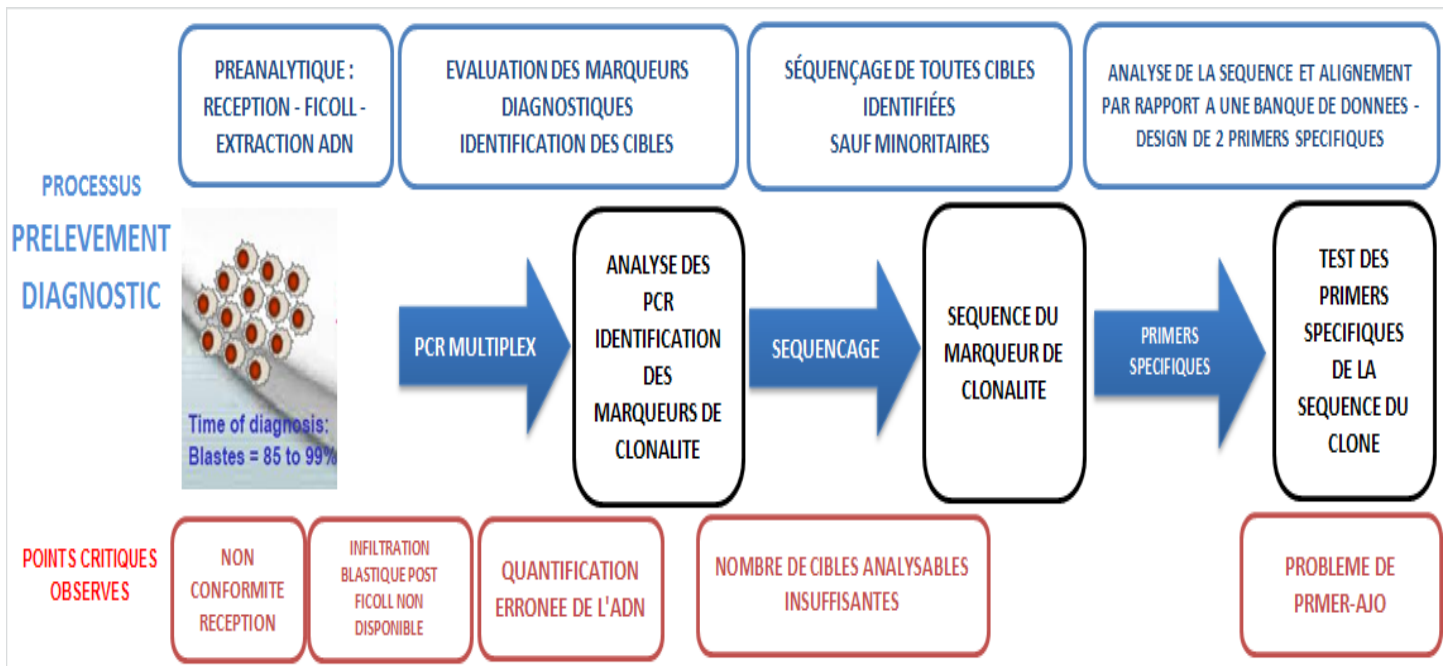 PREANALYTIQUE :
RECEPTION - FICOLL -
EXTRACTION ADN
EVALUATION DES MARQUEURS
DIAGNOSTIQUES
IDENTIFICATION DES CIBLES
SÉQUENÇAGE DE TOUTES CIBLES
IDENTIFIÉES
SAUF MINORITAIRES
ANALYSE DE LA SEQUENCE ET ALIGNEMENT
PAR RAPPORT A UNE BANQUE DE DONNEES -
DESIGN DE 2 PRIMERS SPECIFIQUES
PROCESSUS
PRELEVEMENT
DIAGNOSTIC
Time of diagnosis:
Blastes = 85 to 99%
PCR MULTIPLEX
ANALYSE DES
PCR
IDENTIFICATION
DES
MARQUEURS DE
CLONALITE
SEQUENCAGE
SEQUENCE DU
MARQUEUR DE
CLONALITE
PRIMERS
SPECIFIQUES
TEST DES
PRIMERS
SPECIFIQUES
DE LA
SEQUENCE DU
CLONE
POINTS CRITIQUES
OBSERVES
NON
CONFORMITE
RECEPTION
INFILTRATION
BLASTIQUE POST
FICOLL NON
DISPONIBLE
QUANTIFICATION
ERRONEE DE L'ADN
NOMBRE DE CIBLES ANALYSABLES
INSUFFISANTES
PROBLEME DE
PRMER-AJO